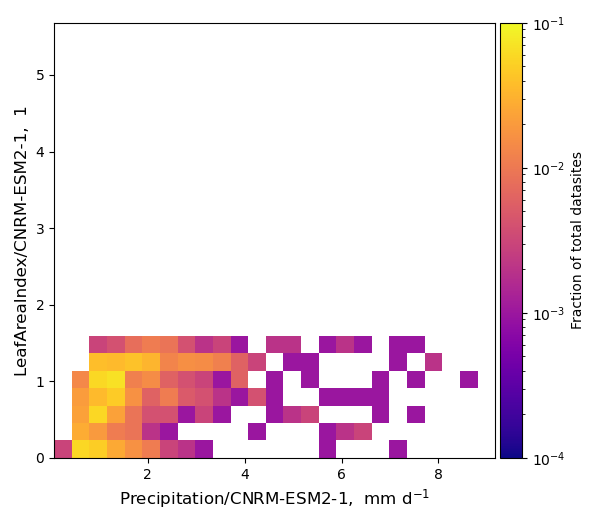 5
4
3
2
1
0
LeafAreaIndex/CNRM-ESM2-1,  1
2 4 6 8
Precipitation/CNRM-ESM2-1,  mm d⁻¹
10⁻¹
10⁻²
10⁻³
10⁻⁴
Fraction of total datasites